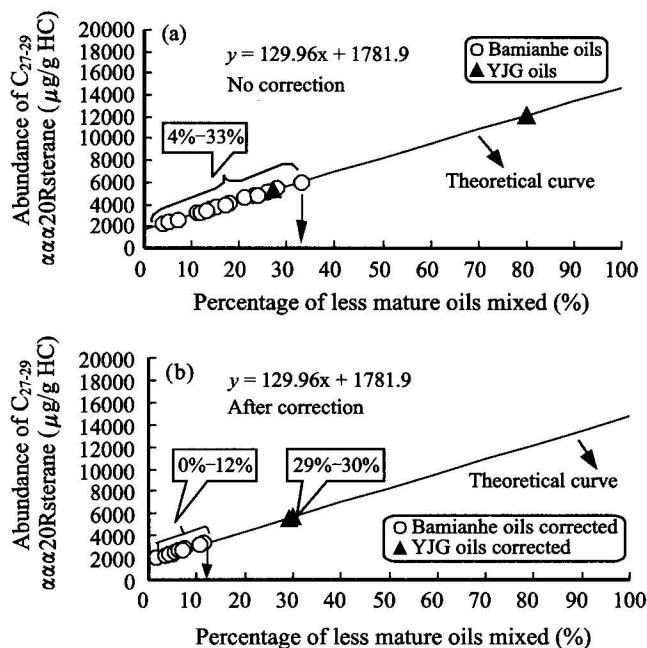 (a)
Abundance of C27-29
αααα20Rsterane (µg/g HC)
20000
18000
16000
14000
12000
10000
8000
6000
4000
2000
0
y = 129.96x + 1781.9
No correction
Bamianhe oils
YJG oils
4%-33%
Theoretical curve
0 10 20 30 40 50 60 70 80 90 100
Percentage of less mature oils mixed (%)
(b)
Abundance of C27-29
ααα20Rsterane (µg/g HC)
20000
18000
16000
14000
12000
10000
8000
6000
4000
2000
0
y = 129.96x + 1781.9
After correction
0%-12%
29%-30%
Theoretical curve
Bamianhe oils corrected
YJG oils corrected
0 10 20 30 40 50 60 70 80 90 100
Percentage of less mature oils mixed (%)